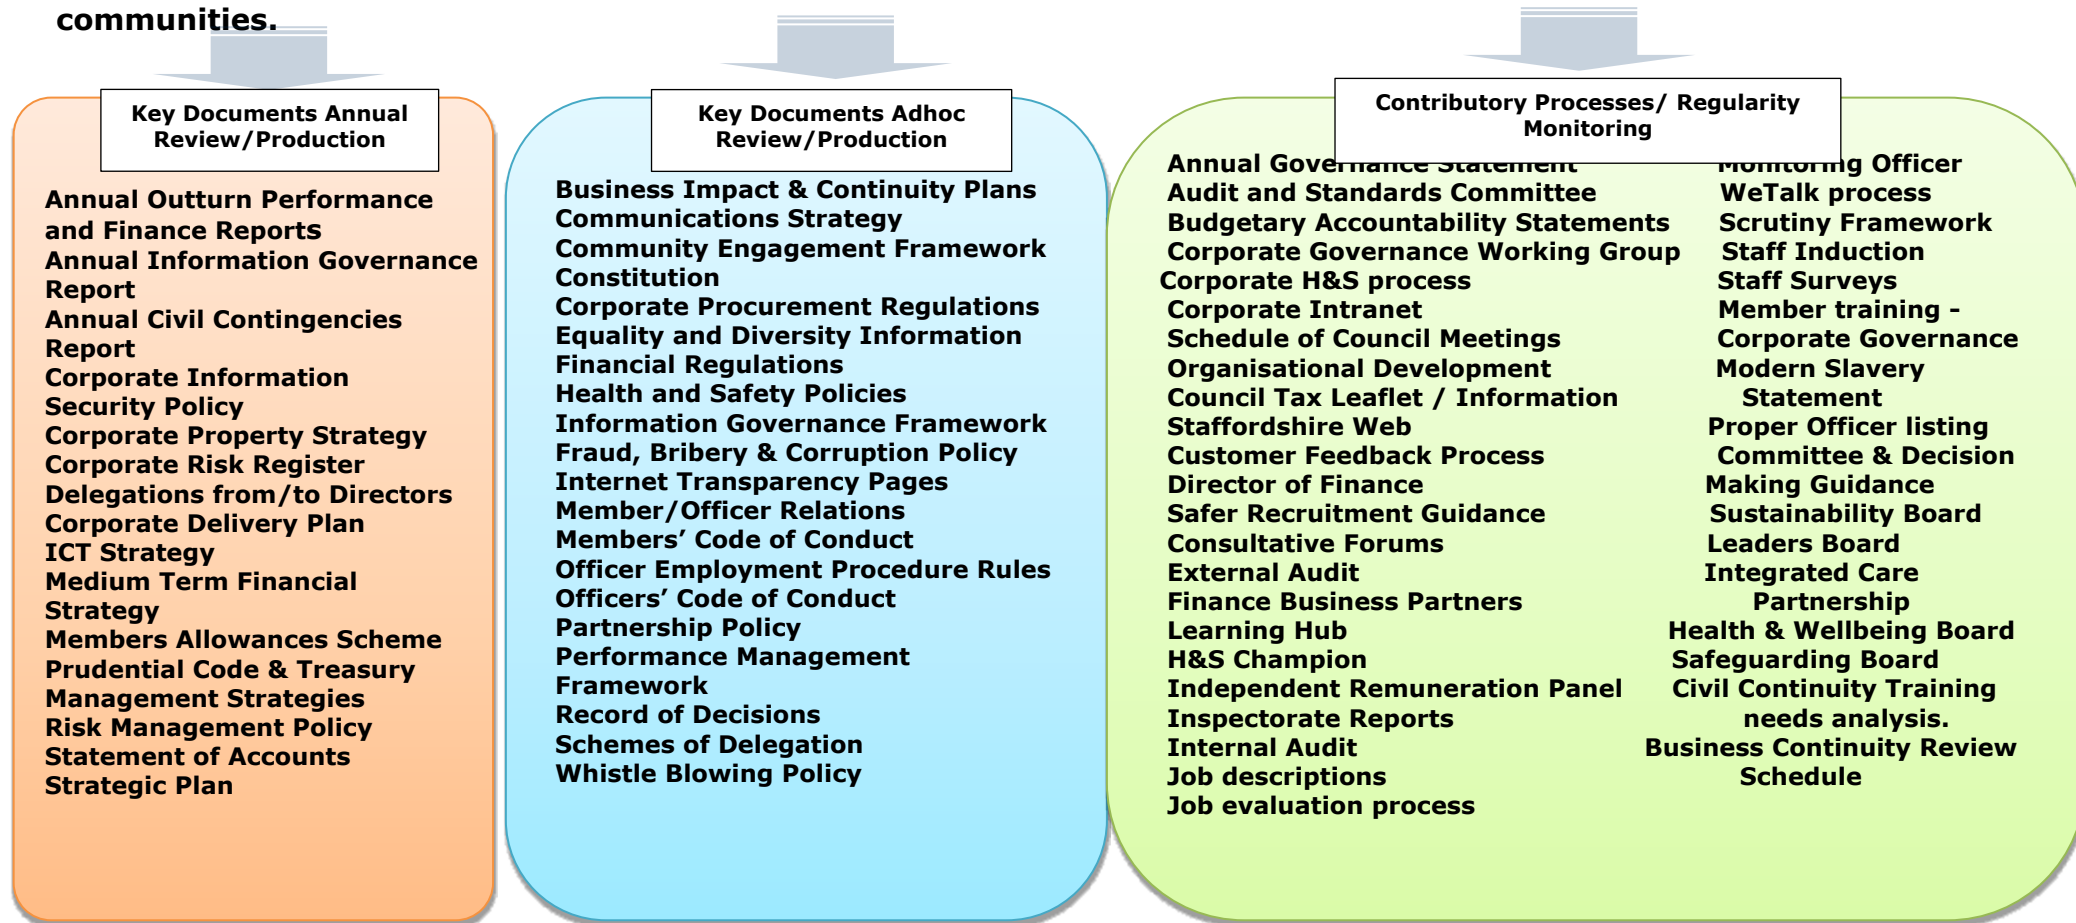 communities.
Key Documents Annual
Review/Production
Annual Outturn Performance
and Finance Reports
Annual Information Governance
Report
Annual Civil Contingencies
Report
Corporate Information
Security Policy
Corporate Property Strategy
Corporate Risk Register
Delegations from/to Directors
Corporate Delivery Plan
ICT Strategy
Medium Term Financial
Strategy
Members Allowances Scheme
Prudential Code & Treasury
Management Strategies
Risk Management Policy
Statement of Accounts
Strategic Plan
Key Documents Adhoc
Review/Production
Business Impact & Continuity Plans
Communications Strategy
Community Engagement Framework
Constitution
Corporate Procurement Regulations
Equality and Diversity Information
Financial Regulations
Health and Safety Policies
Information Governance Framework
Fraud, Bribery & Corruption Policy
Internet Transparency Pages
Member/Officer Relations
Members’ Code of Conduct
Officer Employment Procedure Rules
Officers’ Code of Conduct
Partnership Policy
Performance Management
Framework
Record of Decisions
Schemes of Delegation
Whistle Blowing Policy
Contributory Processes/ Regularity
Monitoring
Annual Governance Statement
Audit and Standards Committee
Budgetary Accountability Statements
Corporate Governance Working Group
Corporate H&S process
Corporate Intranet
Schedule of Council Meetings
Organisational Development
Council Tax Leaflet / Information
Staffordshire Web
Customer Feedback Process
Director of Finance
Safer Recruitment Guidance
Consultative Forums
External Audit
Finance Business Partners
Learning Hub
H&S Champion
Independent Remuneration Panel
Inspectorate Reports
Internal Audit
Job descriptions
Job evaluation process
Monitoring Officer
WeTalk process
Scrutiny Framework
Staff Induction
Staff Surveys
Member training -
Corporate Governance
Modern Slavery
Statement
Proper Officer listing
Committee & Decision
Making Guidance
Sustainability Board
Leaders Board
Integrated Care
Partnership
Health & Wellbeing Board
Safeguarding Board
Civil Continuity Training
needs analysis.
Business Continuity Review
Schedule